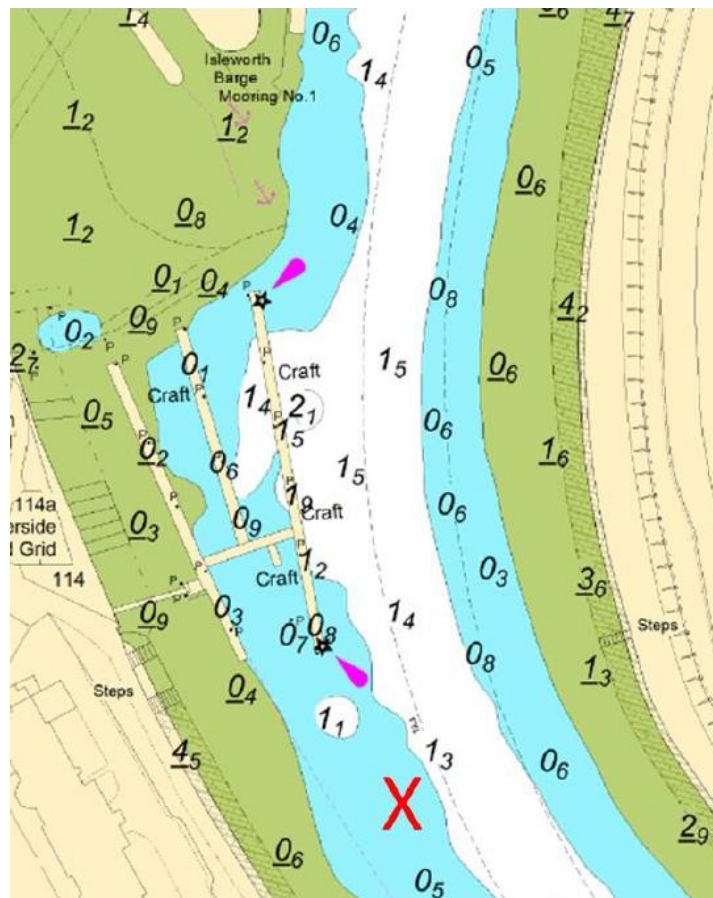 1₄
0₆
0₆
4₇
Isleworth
Barge
Mooring No.1
1₄
0₅
1₂
1₂
0₆
1₂
0₈
0₄
0₁
0₄
P
0₈
4₂
P
0₂
0₉
P
P
2₇
P
0₁
P
Craft
1₅
0₆
Craft
1₄
2₁
P
0₅
P
1₅
0₆
1₆
0₂
0₆
1₅
P
P
1₉
0₆
114a
erside
d Grid
0₃
0₉
Craft
P
1₂
0₃
114
P
Craft
3₆
P
0₉
0₃
P
0₈
0₇
1₄
Steps
P
0₈
1₃
Steps
0₄
1₁
4₅
1₃
0₆
X
2₉
0₆
0₅